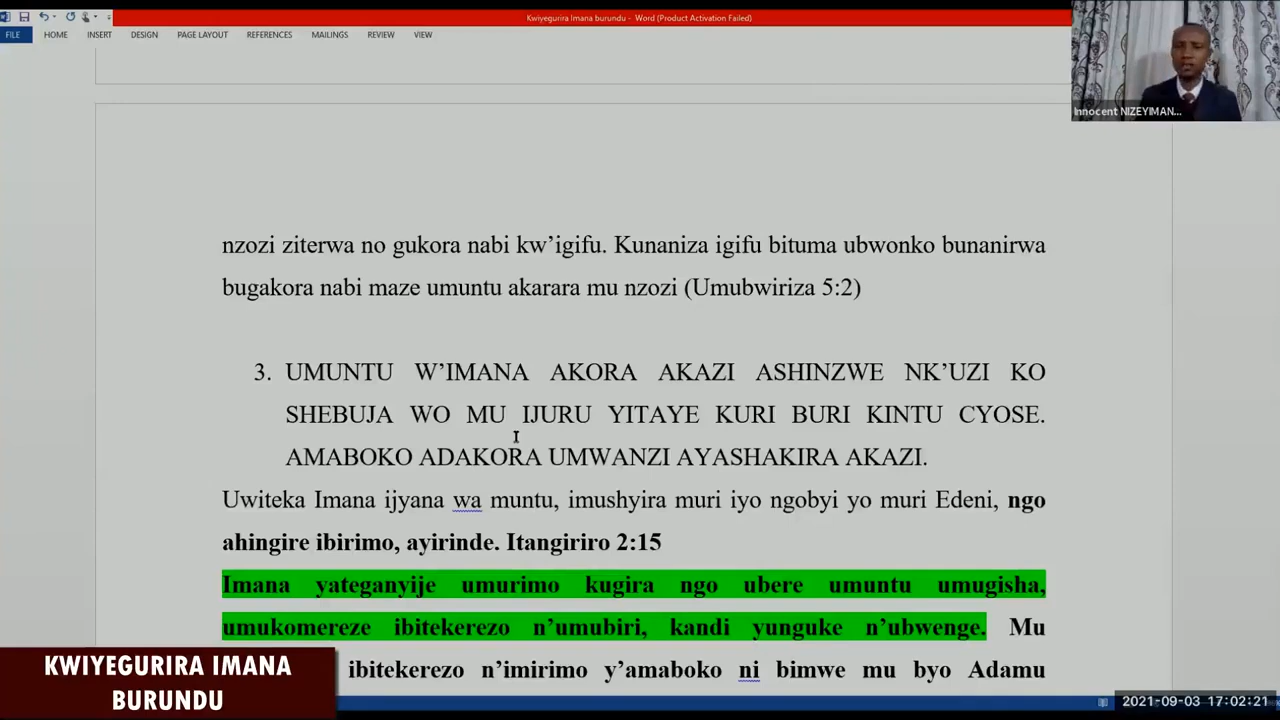 Kwiyegurira Imana burundu - Word (Product Activation Failed)
FILE HOME INSERT DESIGN PAGE LAYOUT REFERENCES MAILINGS REVIEW VIEW
Innocent NIZEYIMAN...
nzozi ziterwa no gukora nabi kw’igifu. Kunaniza igifu bituma ubwonko bunanirwa
bugakora nabi maze umuntu akarara mu nzozi (Umubwiriza 5:2)
3. UMUNTU W’IMANA AKORA AKAZI ASHINZWE NK’UZI KO
SHEBUJA WO MU IJURU YITAYE KURI BURI KINTU CYOSE.
AMABOKO ADAKORA UMWANZI AYASHAKIRA AKAZI.
Uwiteka Imana ijyana wa muntu, imushyira muri iyo ngobyi yo muri Edeni, ngo
ahingire ibirimo, ayirinde. Itangiriro 2:15
Imana yateganyije umurimo kugira ngo ubere umuntu umugisha,
umukomereze ibitekerezo n’umubiri, kandi yunguke n’ubwenge. Mu
ibitekerezo n’imirimo y’amaboko ni bimwe mu byo Adamu
KWIYEGURIRA IMANA
BURUNDU
2021-09-03 17:02:21